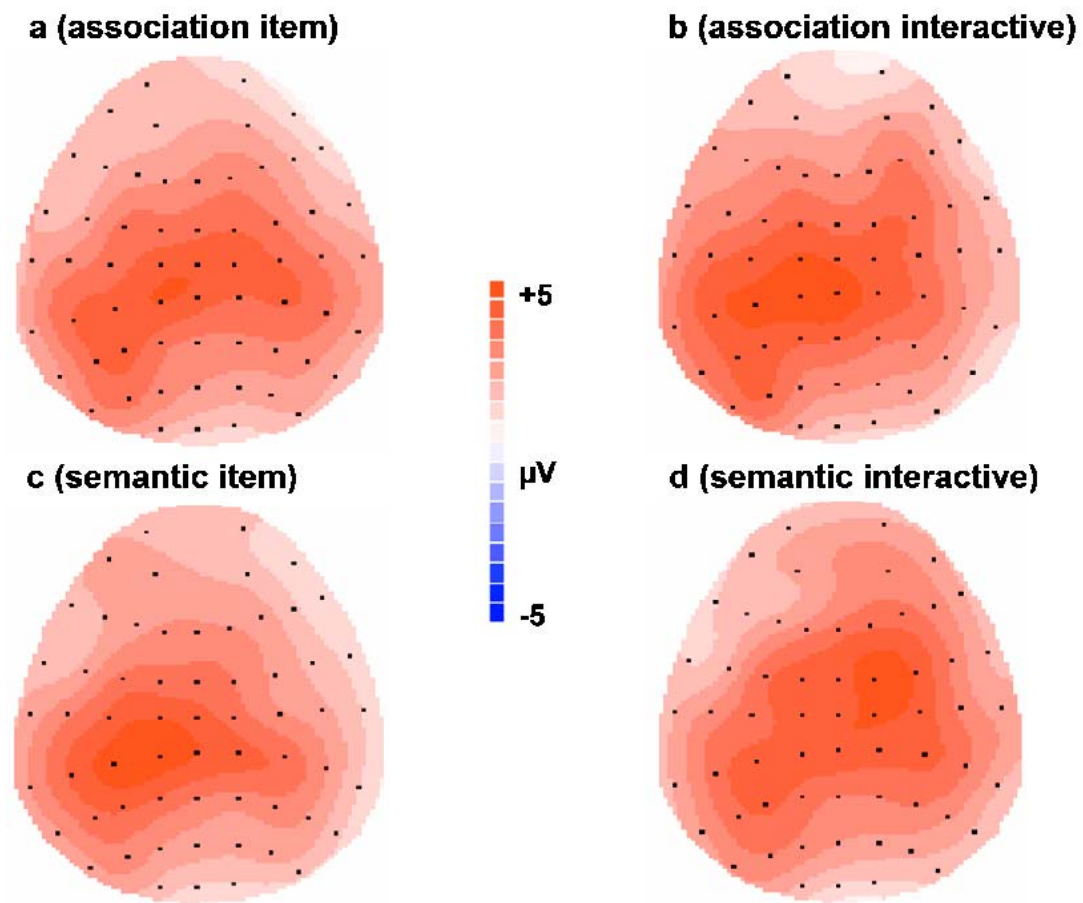 a (association item)
b (association interactive)
+5
µV
-5
c (semantic item)
d (semantic interactive)